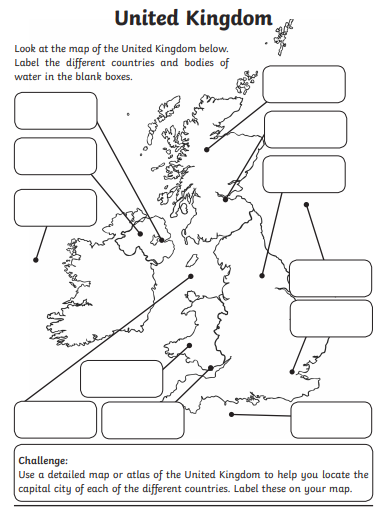 United Kingdom
Look at the map of the United Kingdom below.
Label the different countries and bodies of
water in the blank boxes.
Challenge:
Use a detailed map or atlas of the United Kingdom to help you locate the
capital city of each of the different countries. Label these on your map.